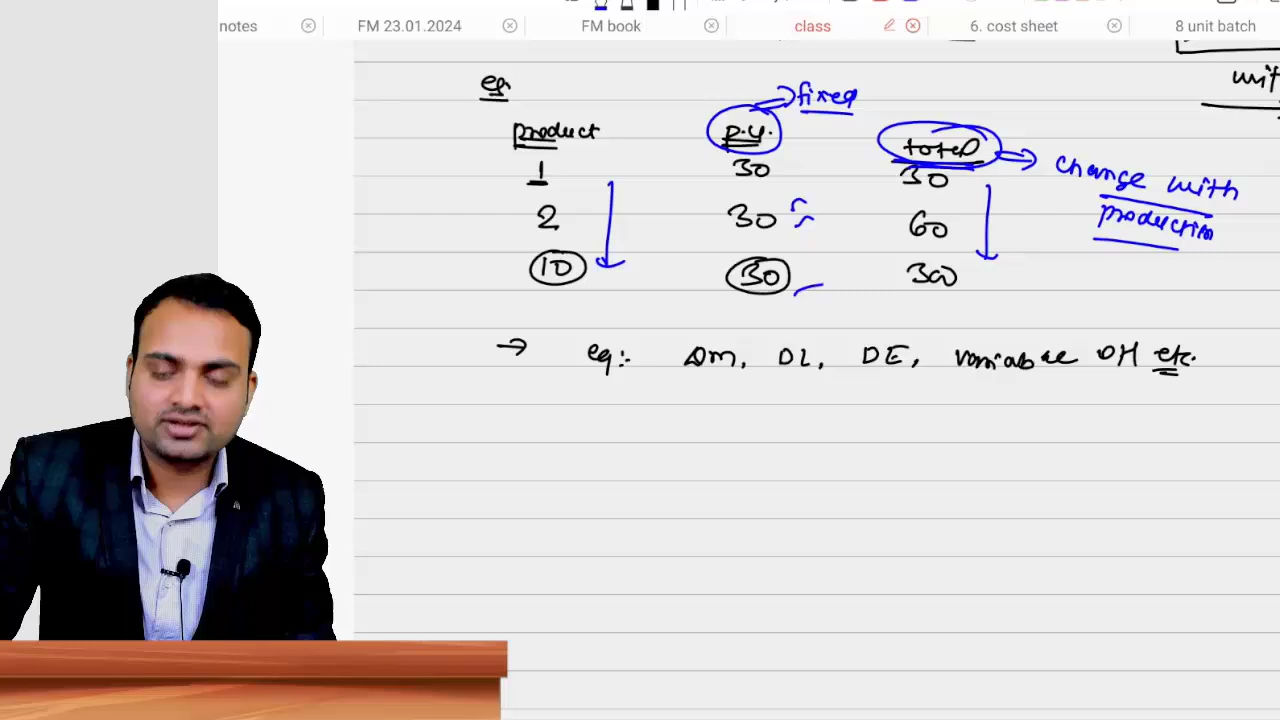 notes FM 23.01.2024 FM book class 6. cost sheet 8 unit batch
eg.
fixed
product p.u. total
1 30 30
change with
production
2 30 60
10 30 300
→ eg:. DM, DL, DE, variable OH etc.